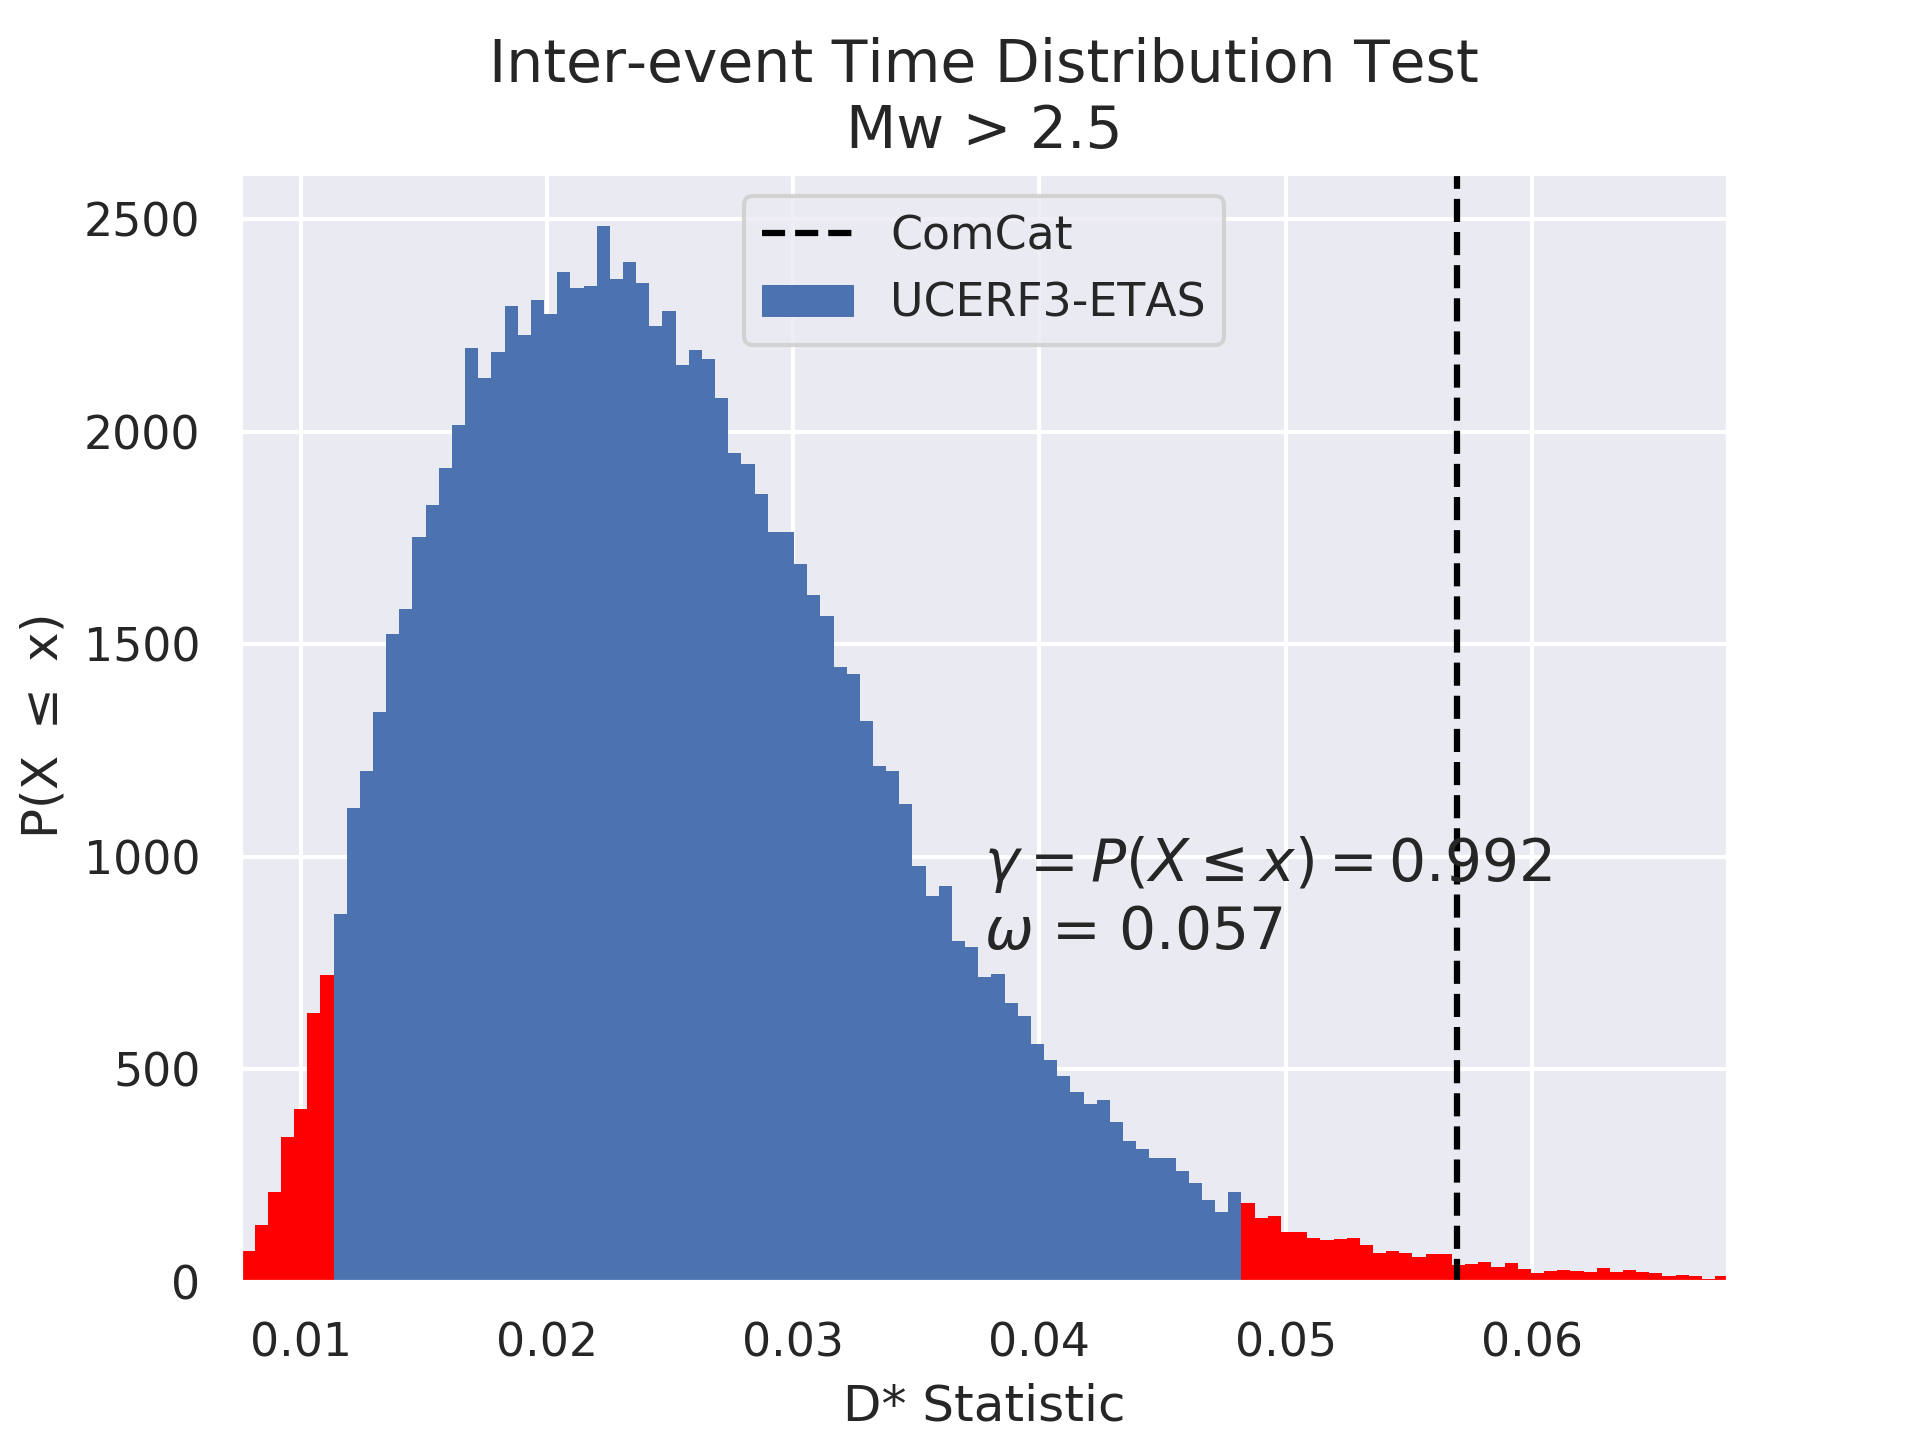 Inter-event Time Distribution Test
Mw > 2.5
ComCat
UCERF3-ETAS
P(X ≤ x)
2500
2000
1500
1000
500
0
γ = P(X ≤ x) = 0.992
ω = 0.057
0.01 0.02 0.03 0.04 0.05 0.06
D* Statistic